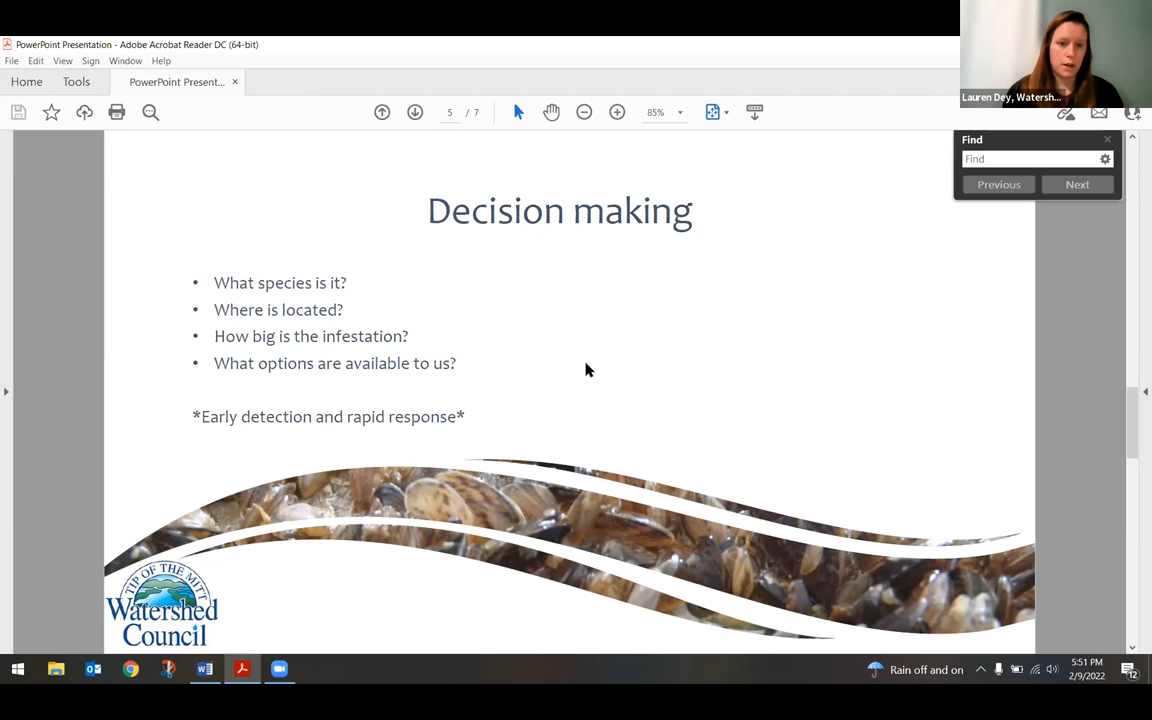 PowerPoint Presentation - Adobe Acrobat Reader DC (64-bit)
File Edit View Sign Window Help
Home Tools PowerPoint Present... ×
5 / 7 85%
Lauren Dey, Watersh...
Find
Find
Previous Next
Decision making
• What species is it?
• Where is located?
• How big is the infestation?
• What options are available to us?
*Early detection and rapid response*
TIP OF THE MITT
Watershed
Council
Rain off and on
5:51 PM
2/9/2022
12